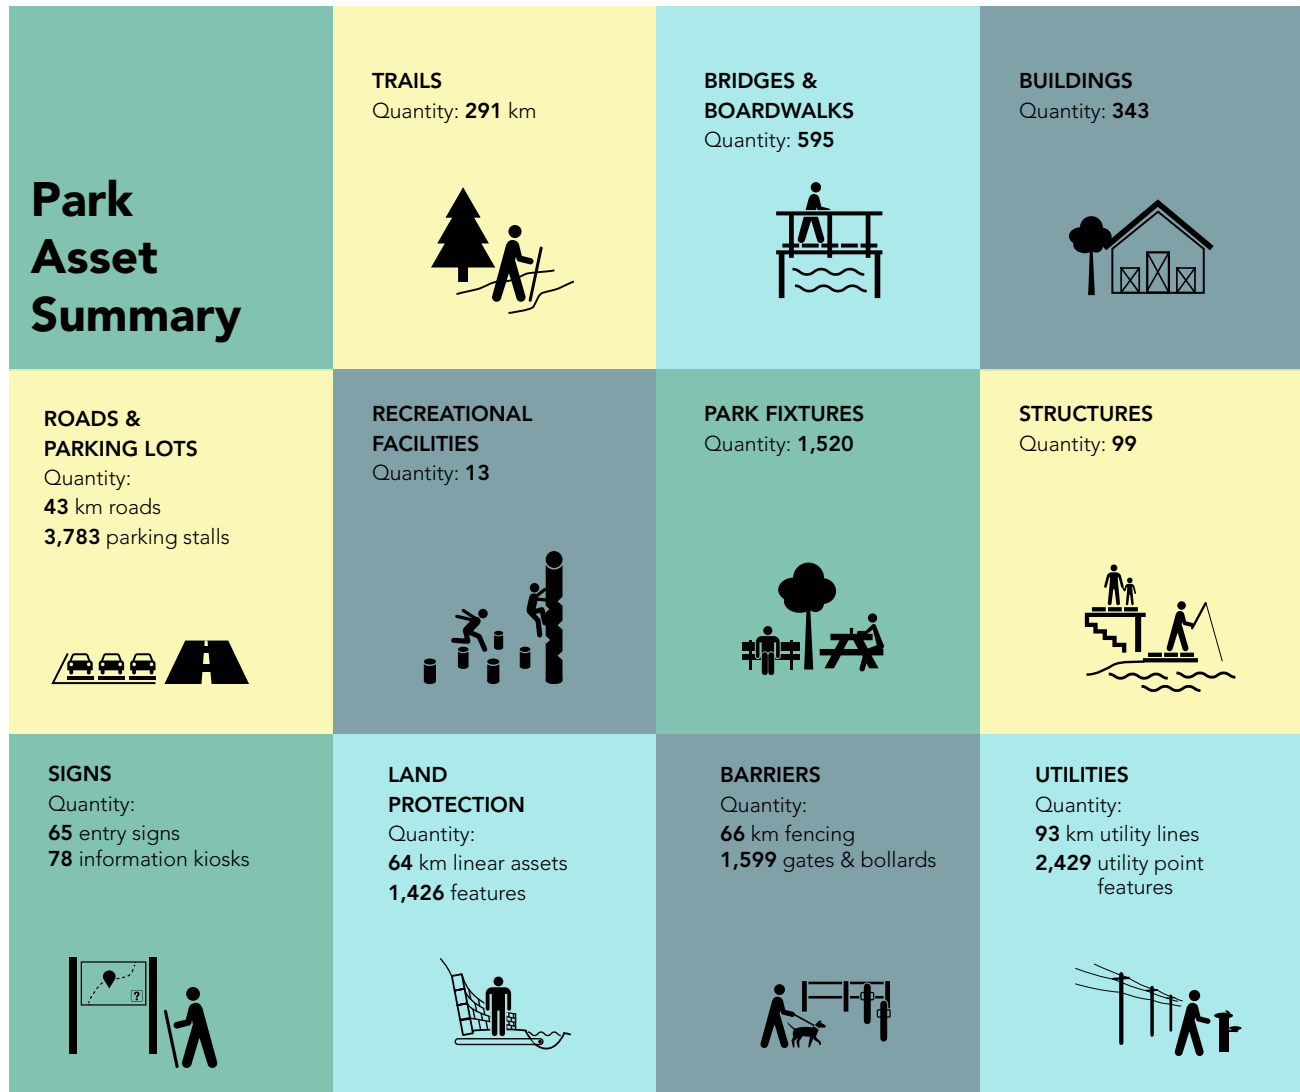 Park
Asset
Summary
TRAILS
Quantity: 291 km
BRIDGES &
BOARDWALKS
Quantity: 595
BUILDINGS
Quantity: 343
ROADS &
PARKING LOTS
Quantity:
43 km roads
3,783 parking stalls
RECREATIONAL
FACILITIES
Quantity: 13
PARK FIXTURES
Quantity: 1,520
STRUCTURES
Quantity: 99
SIGNS
Quantity:
65 entry signs
78 information kiosks
?
LAND
PROTECTION
Quantity:
64 km linear assets
1,426 features
BARRIERS
Quantity:
66 km fencing
1,599 gates & bollards
UTILITIES
Quantity:
93 km utility lines
2,429 utility point
features